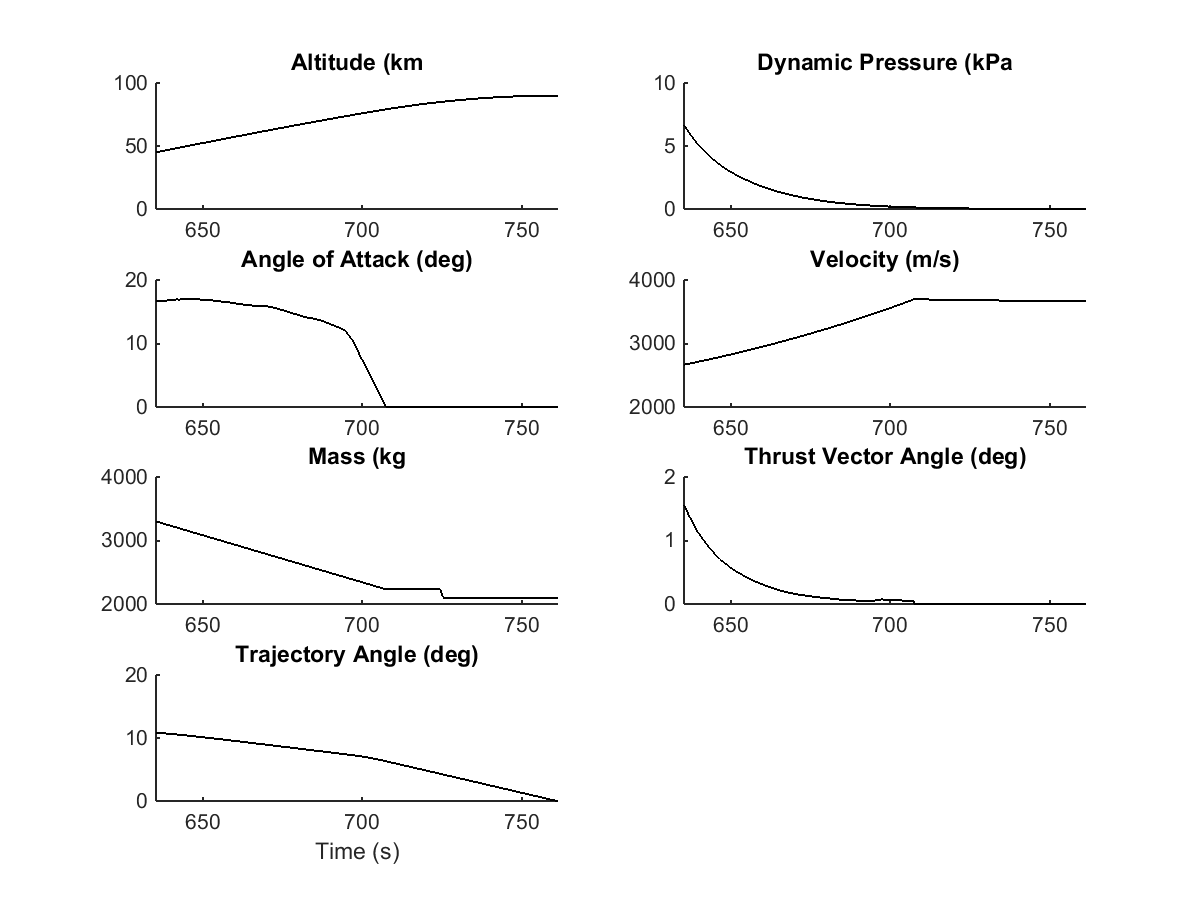 Altitude (km
100
50
0
650 700 750
Dynamic Pressure (kPa
10
5
0
650 700 750
Angle of Attack (deg)
20
10
0
650 700 750
Velocity (m/s)
4000
3000
2000
650 700 750
Mass (kg
4000
3000
2000
650 700 750
Thrust Vector Angle (deg)
2
1
0
650 700 750
Trajectory Angle (deg)
20
10
0
650 700 750
Time (s)